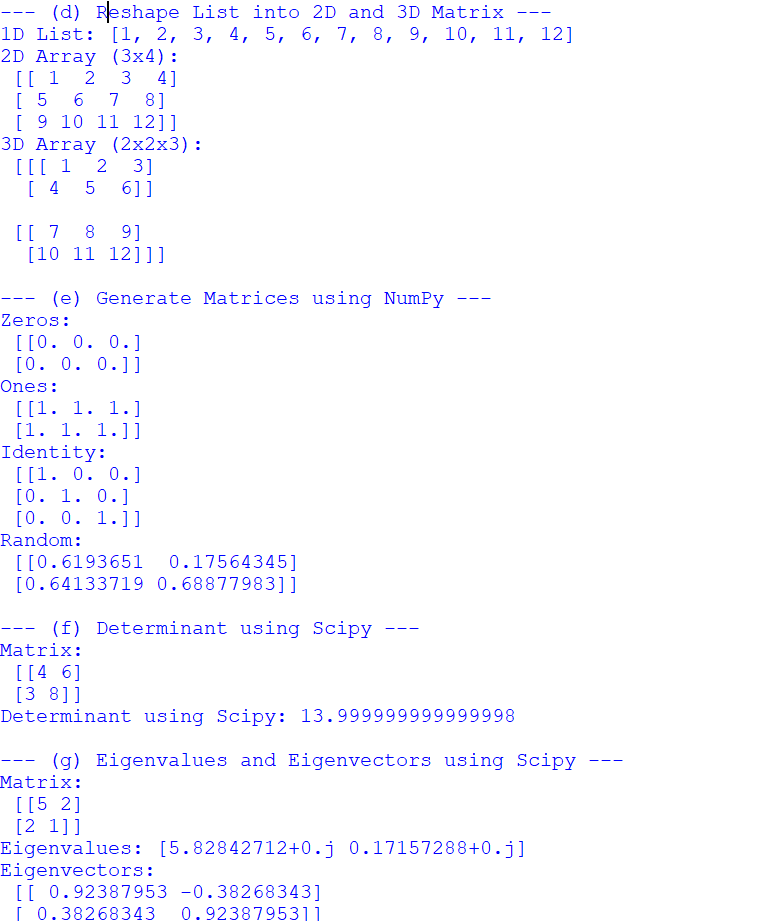 --- (d) Reshape List into 2D and 3D Matrix ---
1D List: [1, 2, 3, 4, 5, 6, 7, 8, 9, 10, 11, 12]
2D Array (3x4):
 [[ 1  2  3  4]
 [ 5  6  7  8]
 [ 9 10 11 12]]
3D Array (2x2x3):
 [[[ 1  2  3]
  [ 4  5  6]]

 [[ 7  8  9]
  [10 11 12]]]

--- (e) Generate Matrices using NumPy ---
Zeros:
 [[0. 0. 0.]
 [0. 0. 0.]]
Ones:
 [[1. 1. 1.]
 [1. 1. 1.]]
Identity:
 [[1. 0. 0.]
 [0. 1. 0.]
 [0. 0. 1.]]
Random:
 [[0.6193651  0.17564345]
 [0.64133719 0.68877983]]

--- (f) Determinant using Scipy ---
Matrix:
 [[4 6]
 [3 8]]
Determinant using Scipy: 13.999999999999998

--- (g) Eigenvalues and Eigenvectors using Scipy ---
Matrix:
 [[5 2]
 [2 1]]
Eigenvalues: [5.82842712+0.j 0.17157288+0.j]
Eigenvectors:
 [[ 0.92387953 -0.38268343]
 [ 0.38268343  0.92387953]]